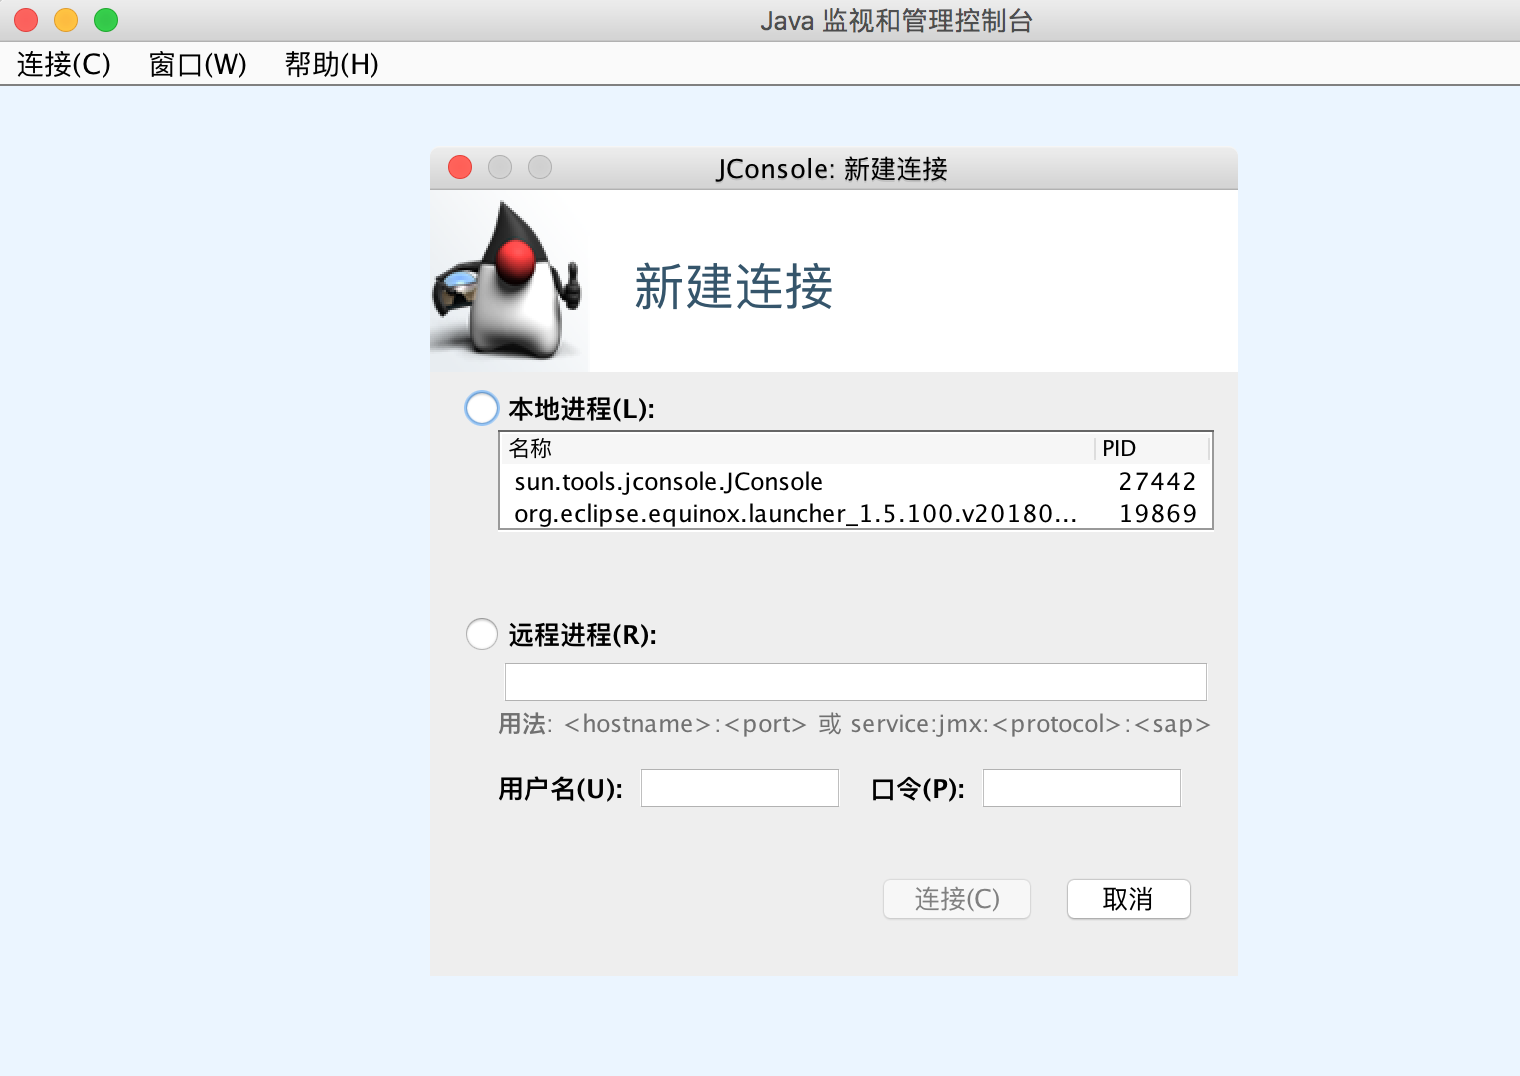 Java 监视和管理控制台
连接(C) 窗口(W) 帮助(H)
JConsole: 新建连接
新建连接
本地进程(L):
名称 PID
sun.tools.jconsole.JConsole 27442
org.eclipse.equinox.launcher_1.5.100.v20180... 19869
远程进程(R):
用法: <hostname>:<port> 或 service:jmx:<protocol>:<sap>
用户名(U): 口令(P):
连接(C) 取消